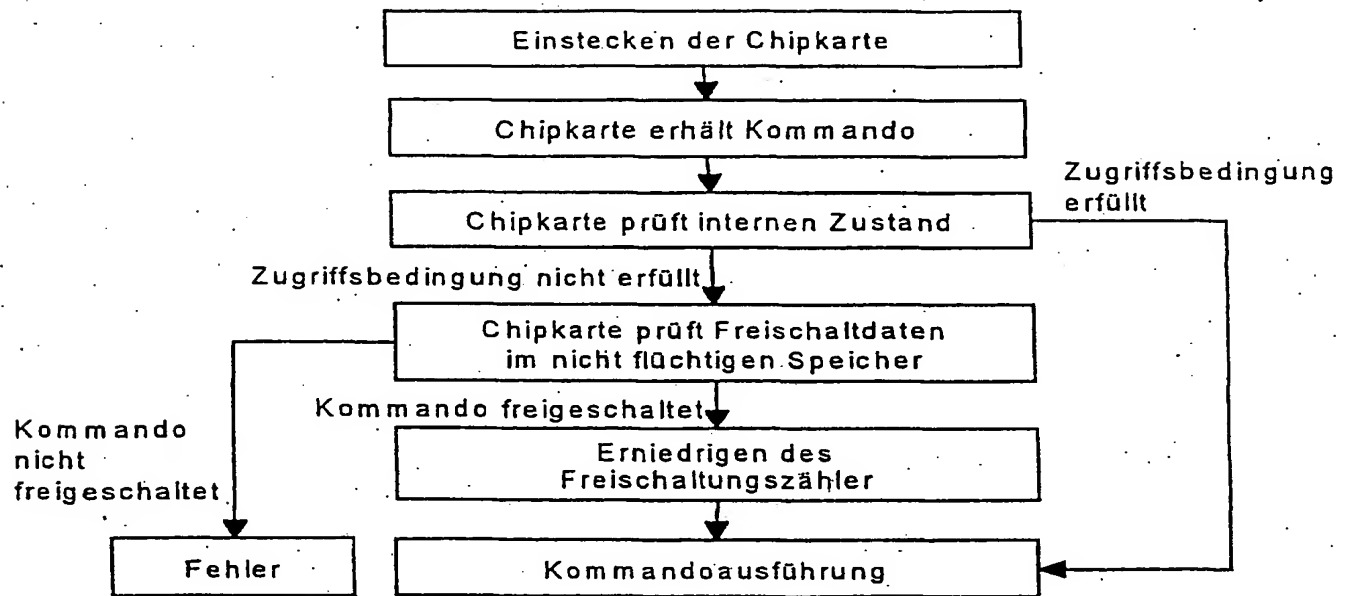 Einstecken der Chipkarte
Chipkarte erhält Kommando
Zugriffsbedingung
erfüllt
Chipkarte prüft internen Zustand
Zugriffsbedingung nicht erfüllt
Chipkarte prüft Freischaltdaten
im nicht flüchtigen Speicher
Kommando freigeschaltet
Kommando
nicht
freigeschaltet
Erniedrigen des
Freischaltungszähler
Fehler
Kommandoausführung